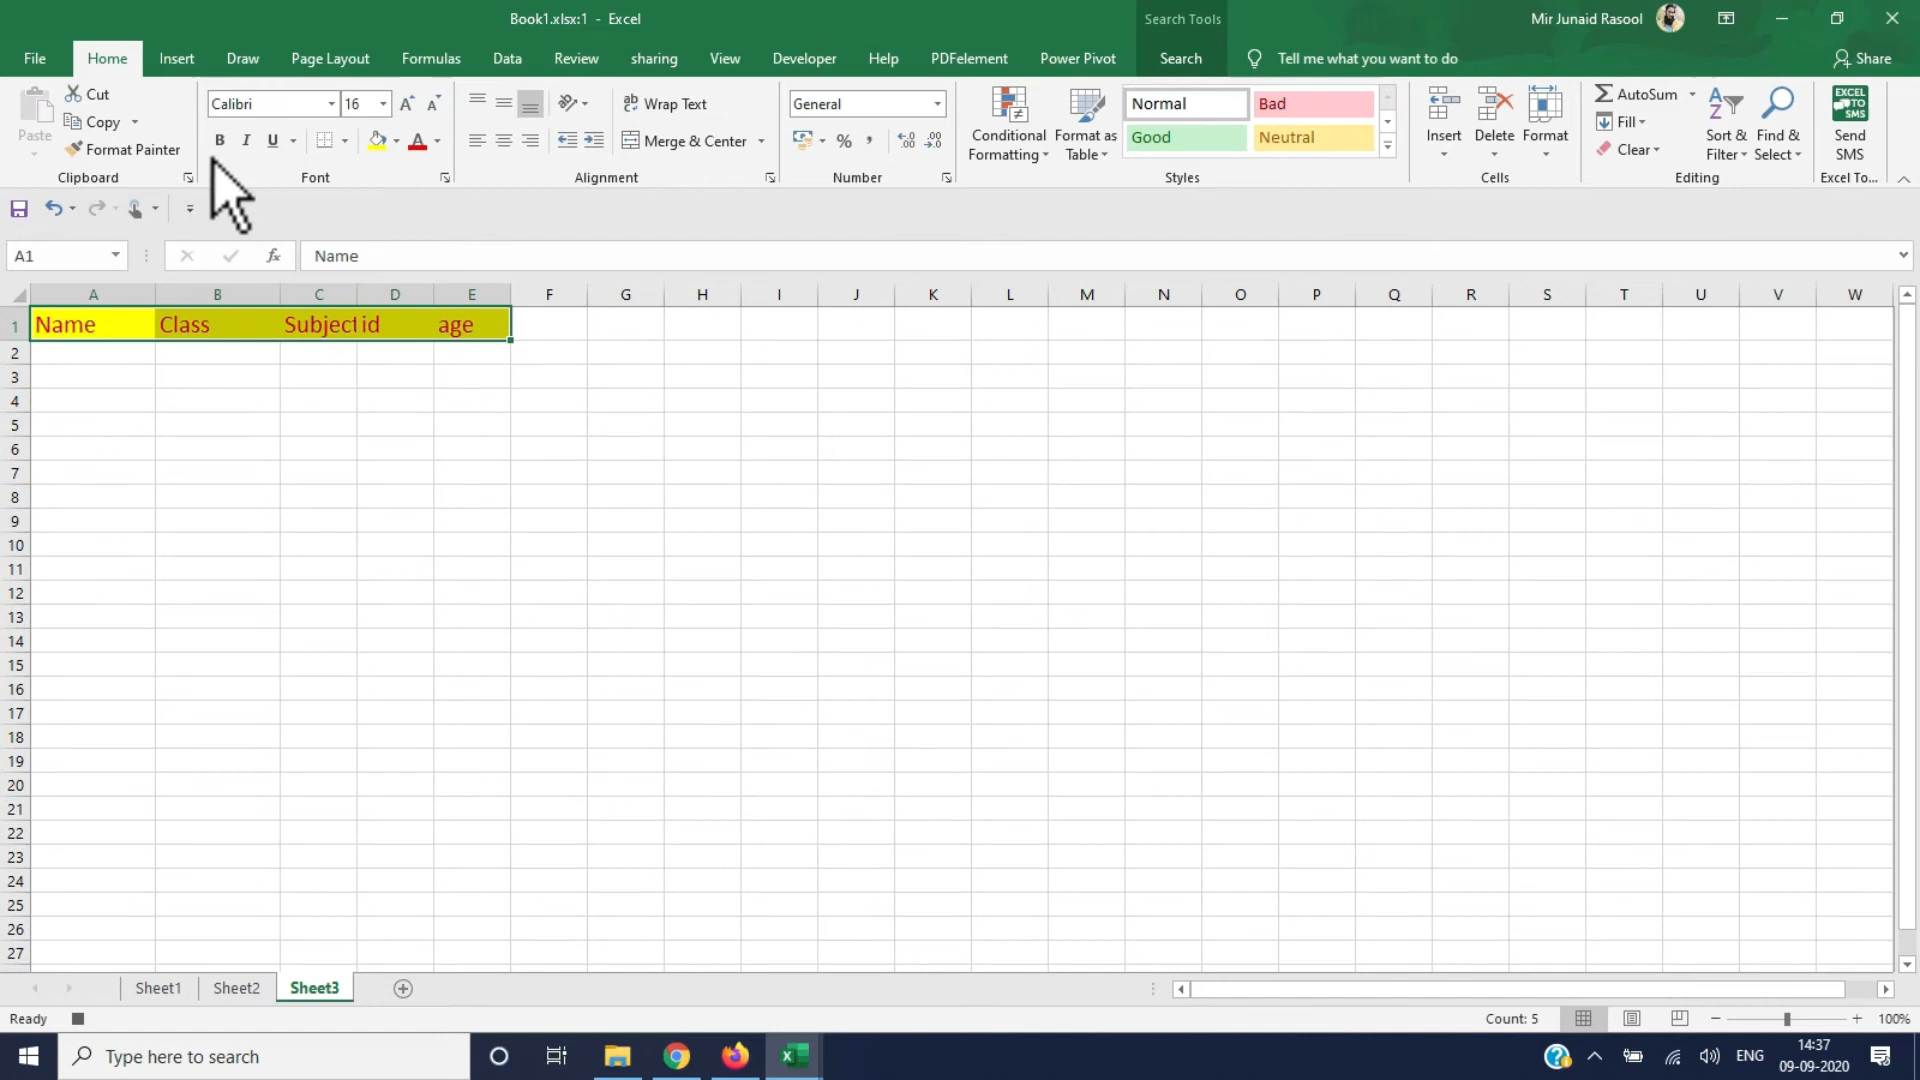 Book1.xlsx:1 - Excel
Search Tools
Mir Junaid Rasool
File Home Insert Draw Page Layout Formulas Data Review sharing View Developer Help PDFelement Power Pivot Search Tell me what you want to do Share
Paste
Cut
Copy
Format Painter
Clipboard
Calibri 16
B I U
Font
Wrap Text
Merge & Center
Alignment
General
%
Number
Conditional Formatting
Format as Table
Normal Bad
Good Neutral
Styles
Insert Delete Format
Cells
AutoSum
Fill
Clear
Sort & Filter
Find & Select
Editing
EXCEL TO SMS
Send SMS
Excel To...
A1 fx Name
A B C D E F G H I J K L M N O P Q R S T U V W
1 Name Class Subject id age
2
3
4
5
6
7
8
9
10
11
12
13
14
15
16
17
18
19
20
21
22
23
24
25
26
27
Sheet1 Sheet2 Sheet3
Ready Count: 5 100%
Type here to search
ENG
14:37
09-09-2020